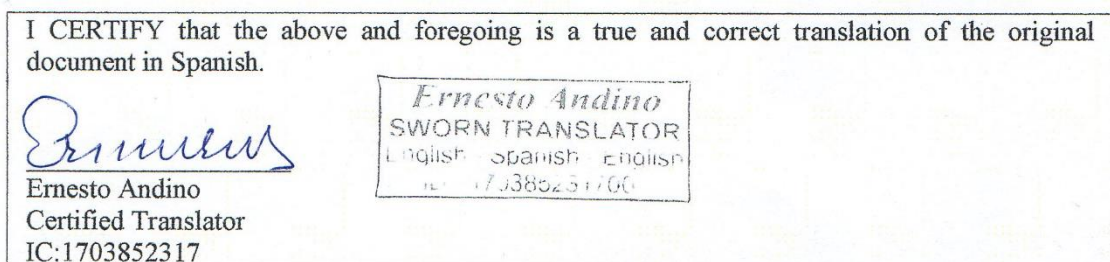 I CERTIFY that the above and foregoing is a true and correct translation of the original
document in Spanish.
Ernesto Andino
SWORN TRANSLATOR
English Spanish English
Ernesto Andino
Certified Translator
IC:1703852317